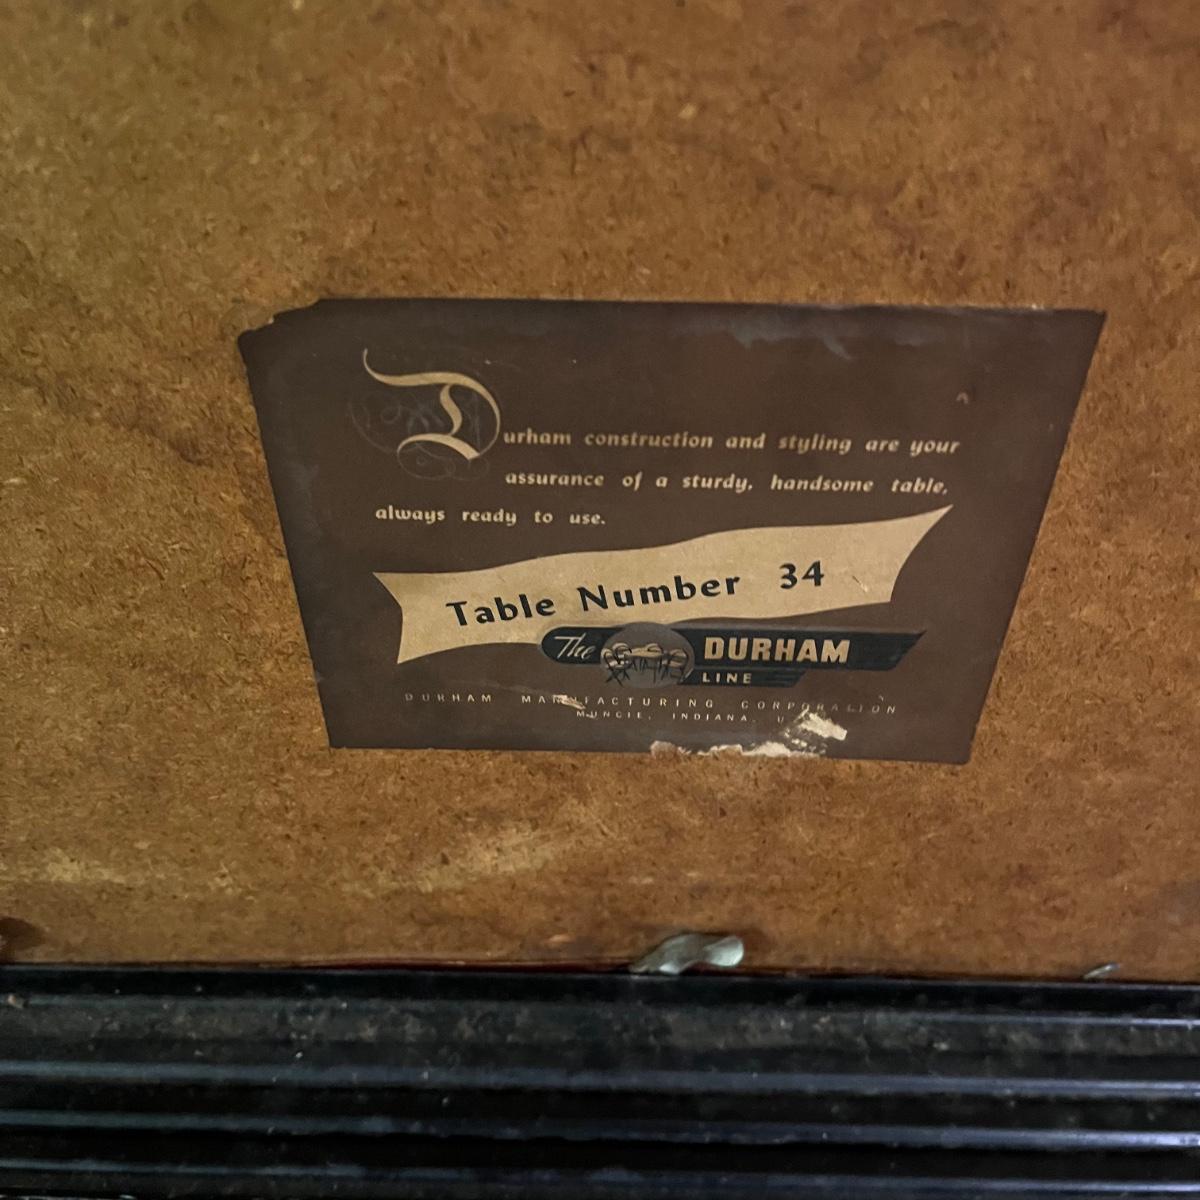 Durham construction and styling are your
assurance of a sturdy, handsome table,
always ready to use.
Table Number 34
The DURHAM
LINE
DURHAM MANUFACTURING CORPORATION
MUNCIE, INDIANA, U